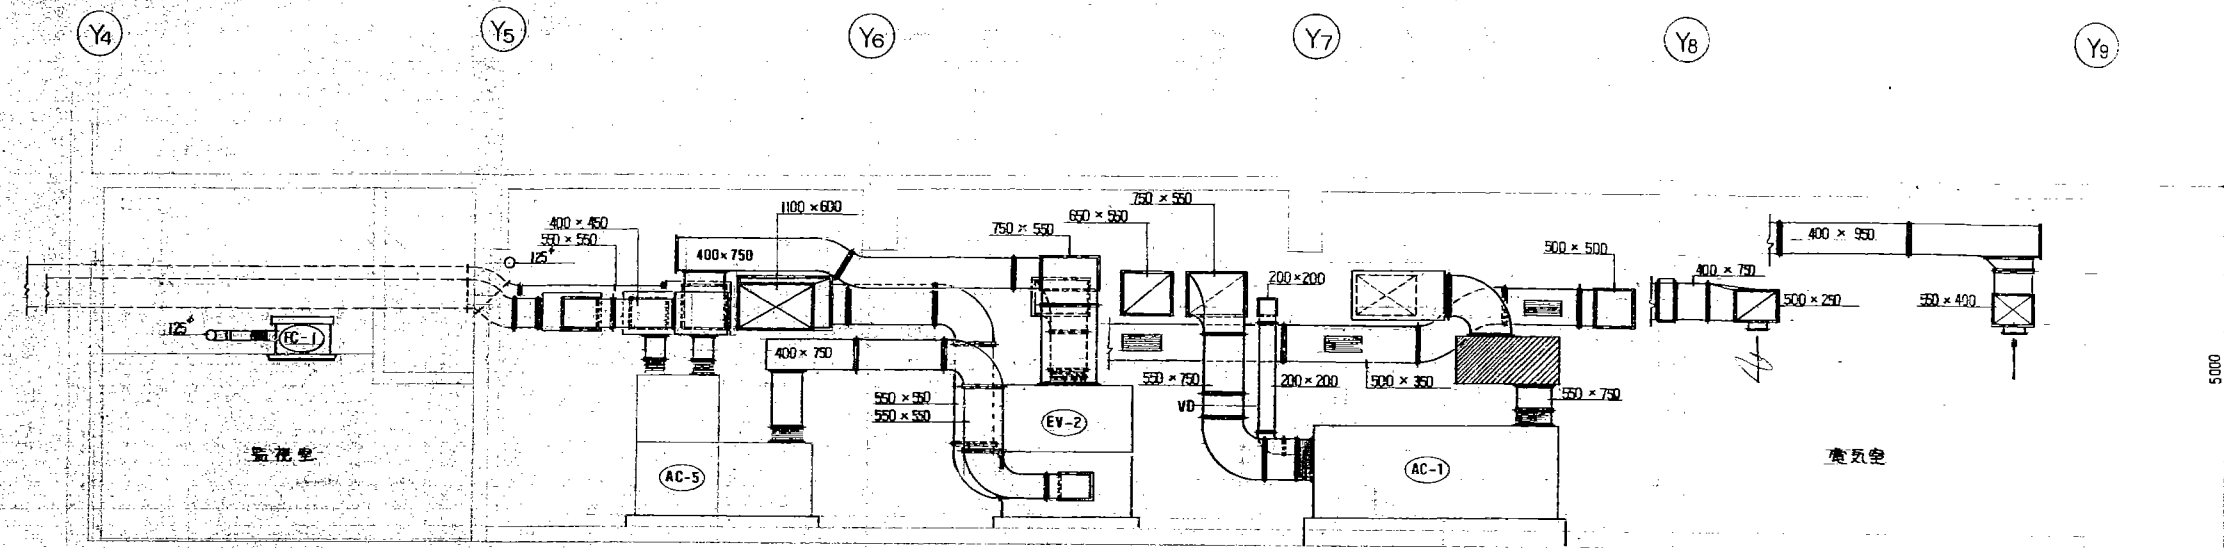 Y4 Y5 Y6 Y7 Y8 Y9
1100 × 600
750 × 550
650 × 550
400 × 450
550 × 550
750 × 550
125φ
400×750
500 × 500
400 × 950
200×200
400 × 750
500 × 250
550 × 400
125φ
FC-1
400 × 750
550 × 750
200 × 200
500 × 350
550 × 750
550 × 550
550 × 550
VD
EV-2
監視室
AC-5
AC-1
電気室
5000